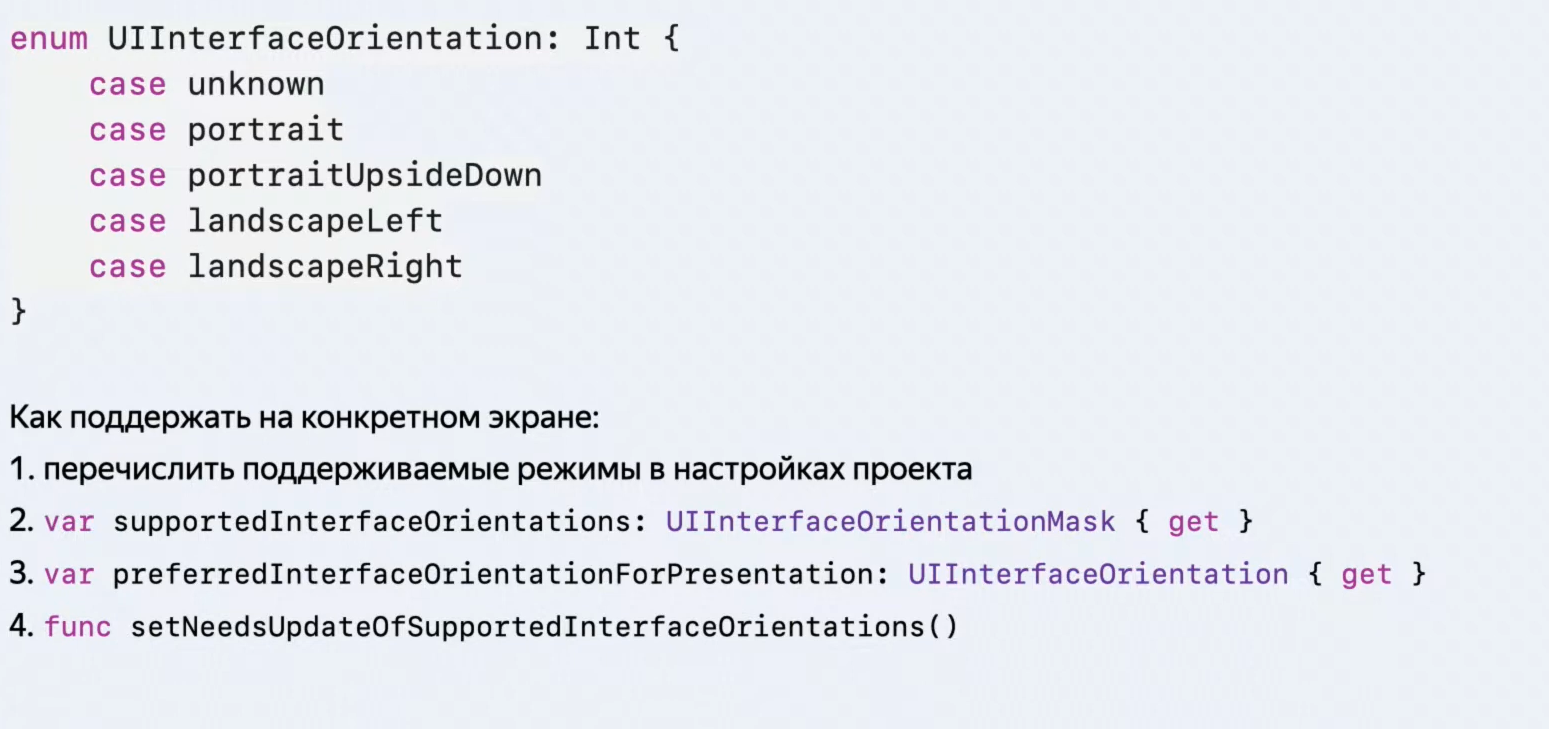 enum UIInterfaceOrientation: Int {
    case unknown
    case portrait
    case portraitUpsideDown
    case landscapeLeft
    case landscapeRight
}
Как поддержать на конкретном экране:
1. перечислить поддерживаемые режимы в настройках проекта
2. var supportedInterfaceOrientations: UIInterfaceOrientationMask { get }
3. var preferredInterfaceOrientationForPresentation: UIInterfaceOrientation { get }
4. func setNeedsUpdateOfSupportedInterfaceOrientations()